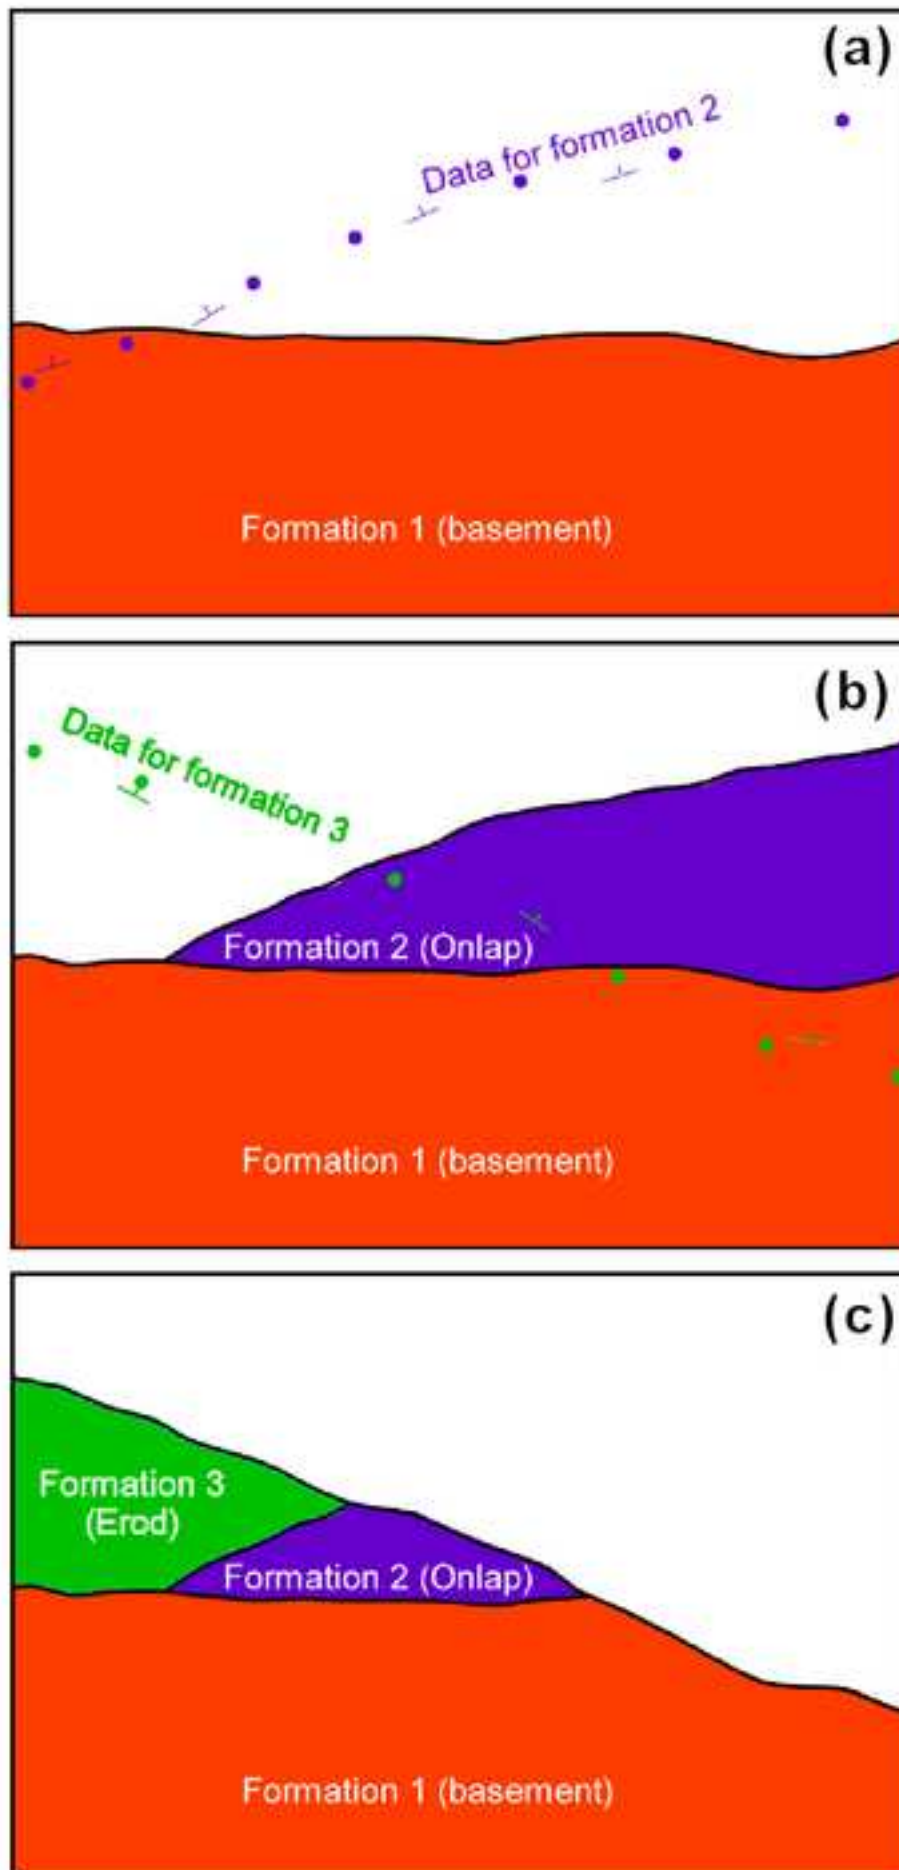 (a)
Data for formation 2
Formation 1 (basement)
(b)
Data for formation 3
Formation 2 (Onlap)
Formation 1 (basement)
(c)
Formation 3
(Erod)
Formation 2 (Onlap)
Formation 1 (basement)